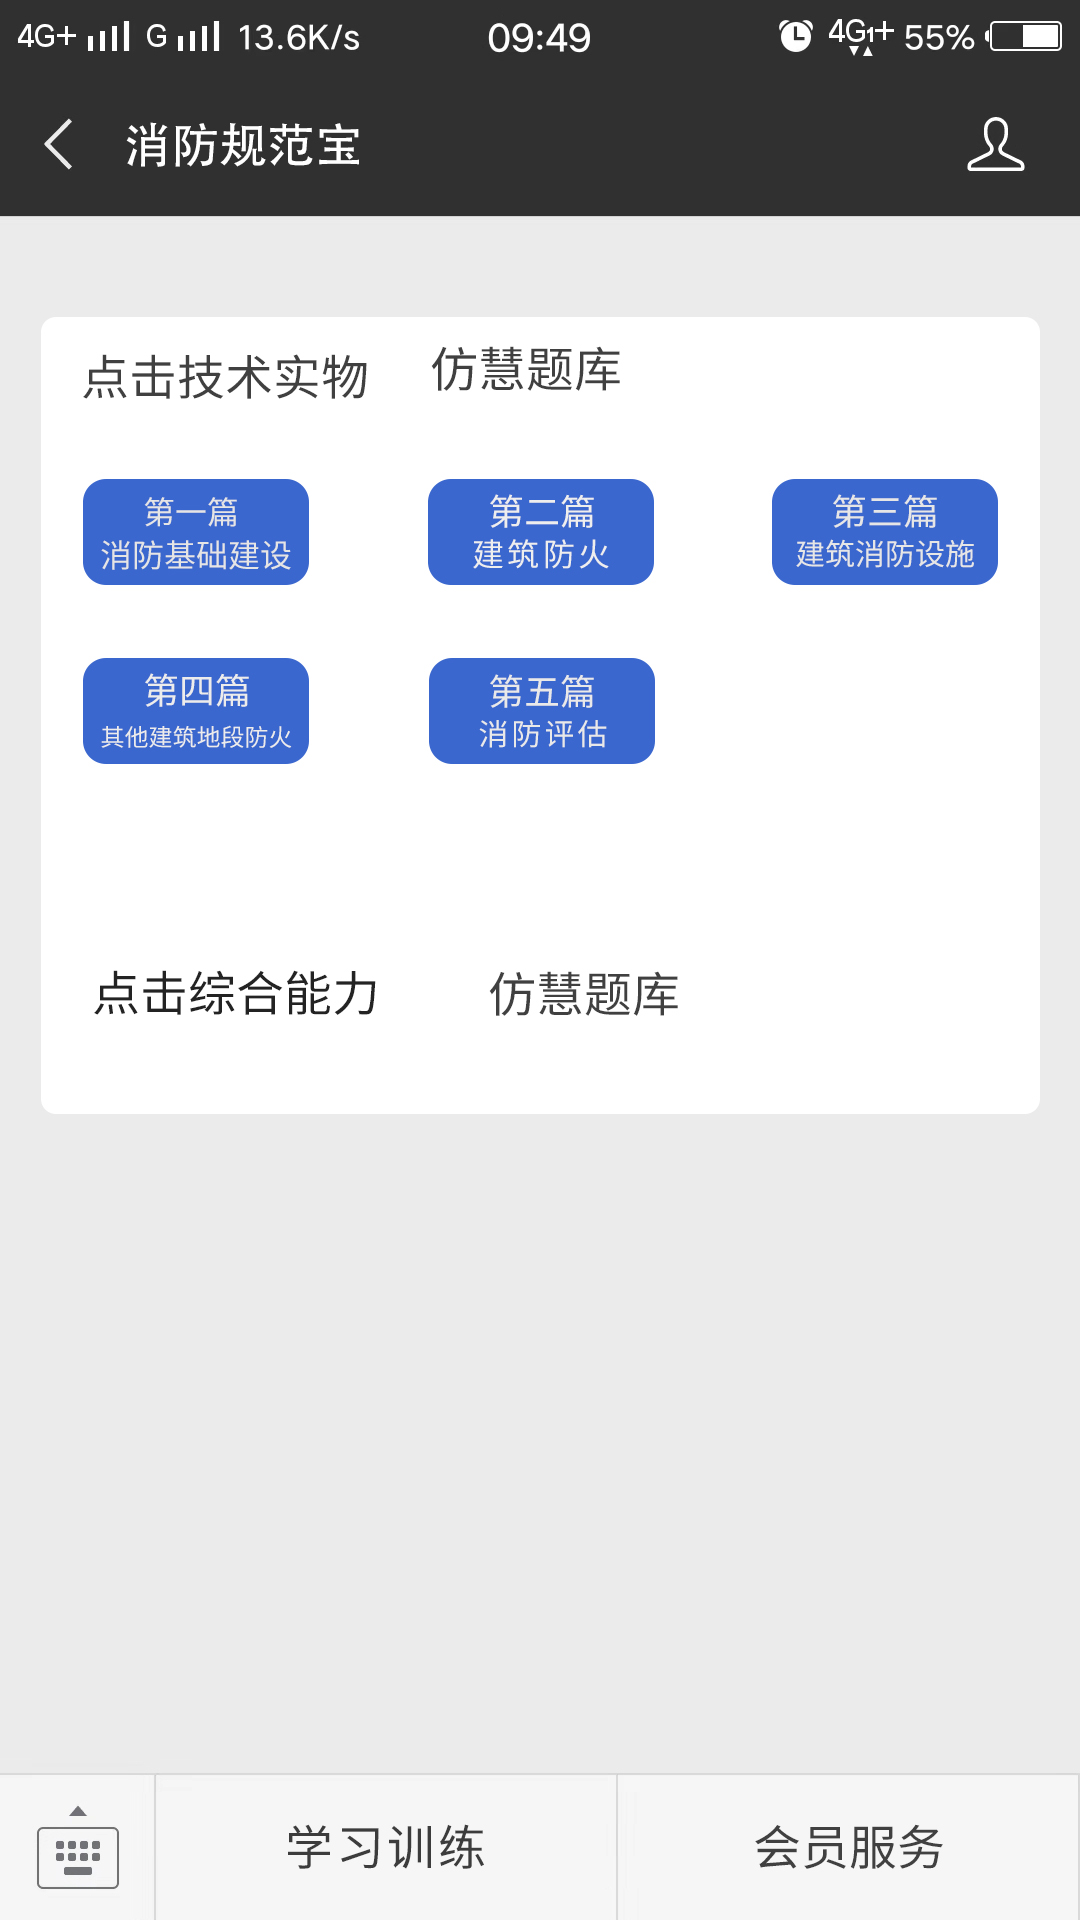 4G+ G 13.6K/s 09:49 4G1+ 55%
消防规范宝
点击技术实物 仿慧题库
第一篇
消防基础建设
第二篇
建筑防火
第三篇
建筑消防设施
第四篇
其他建筑地段防火
第五篇
消防评估
点击综合能力 仿慧题库
学习训练 会员服务